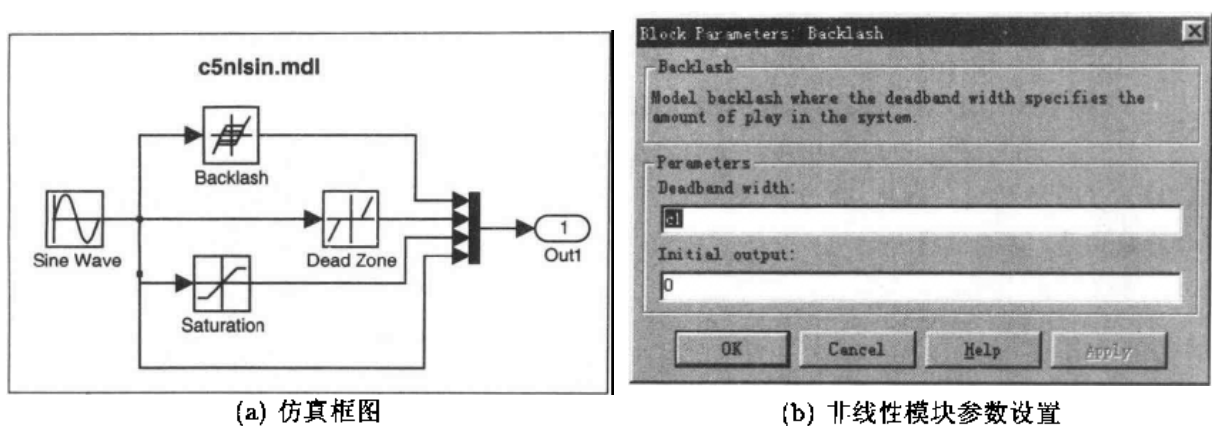 c5nlsin.mdl
Backlash
Sine Wave
Dead Zone
1
Out1
Saturation
(a) 仿真框图
Block Parameters: Backlash
Backlash
Model backlash where the deadband width specifies the
amount of play in the system.
Parameters
Deadband width:
c1
Initial output:
0
OK
Cancel
Help
Apply
(b) 非线性模块参数设置